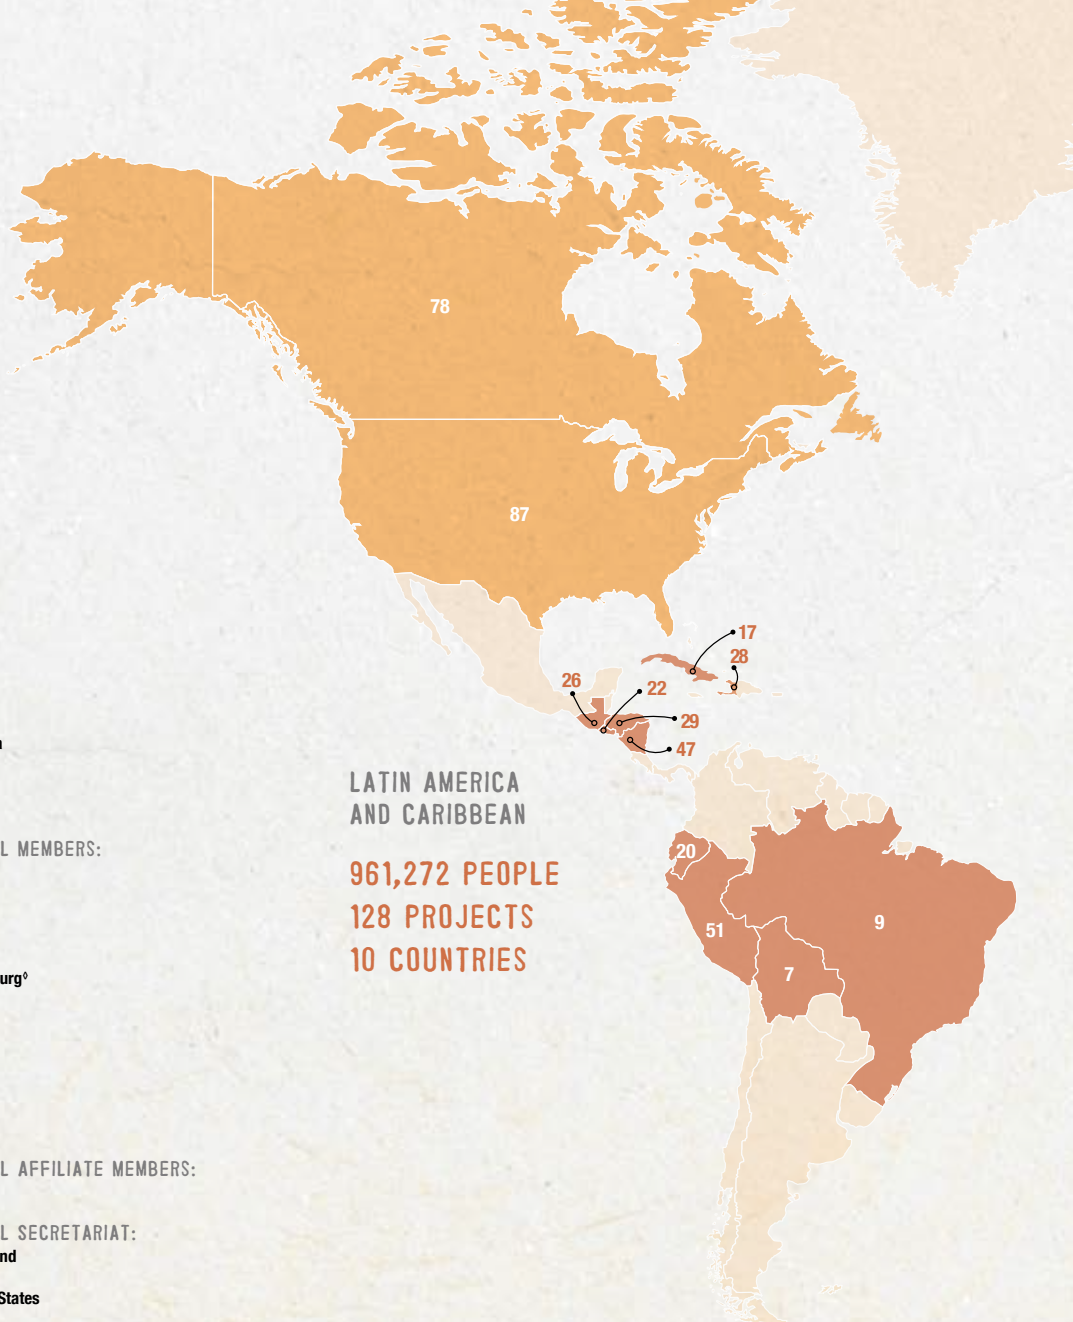 78
87
17
28
26
22
29
47
a
LATIN AMERICA
AND CARIBBEAN
L MEMBERS:
20
961,272 PEOPLE
128 PROJECTS
9
51
10 COUNTRIES
7
urg◊
L AFFILIATE MEMBERS:
L SECRETARIAT:
nd
States